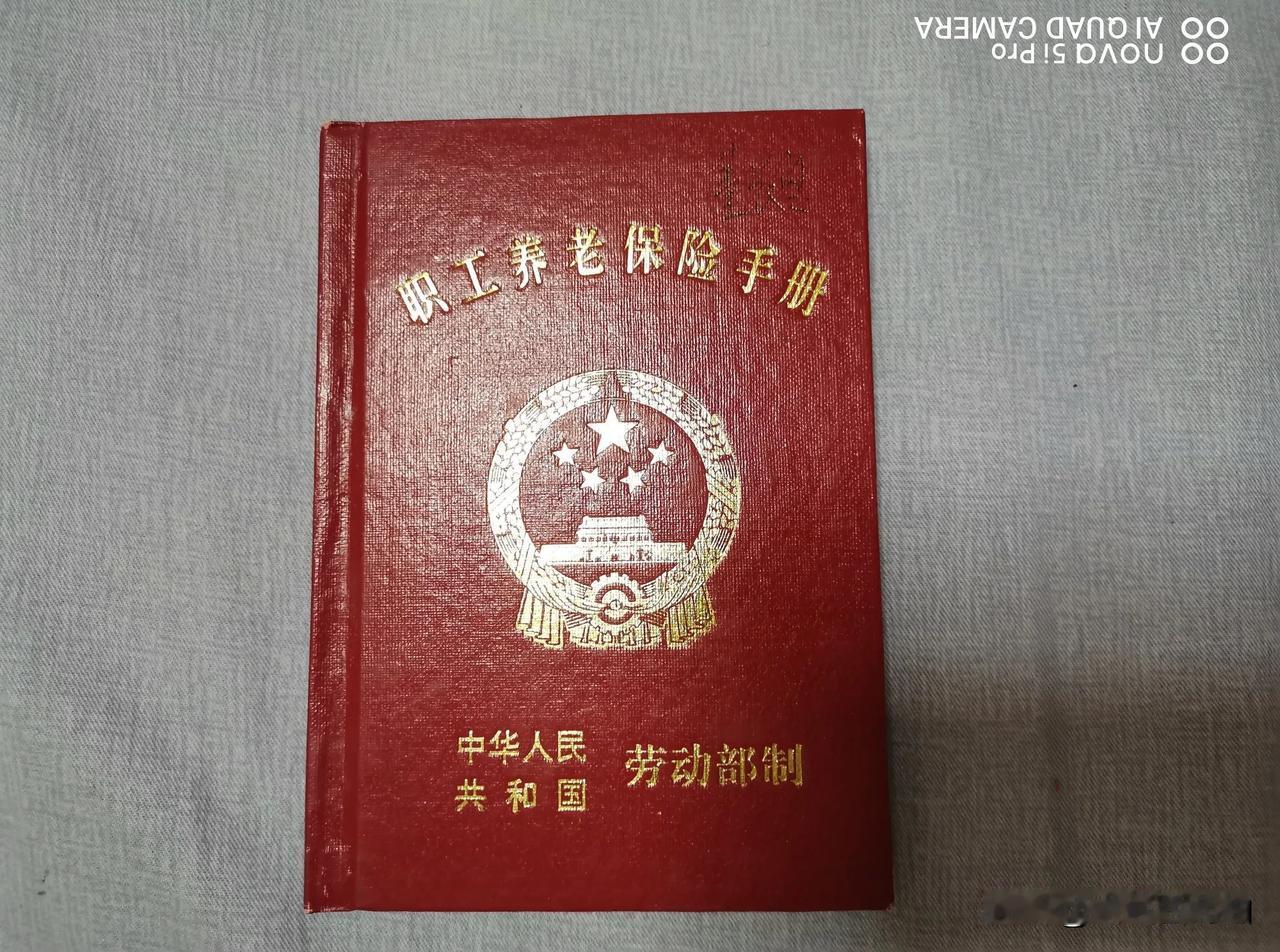 职工养老保险手册
中华人民
共和国
劳动部制
nova 5i Pro
AI QUAD CAMERA